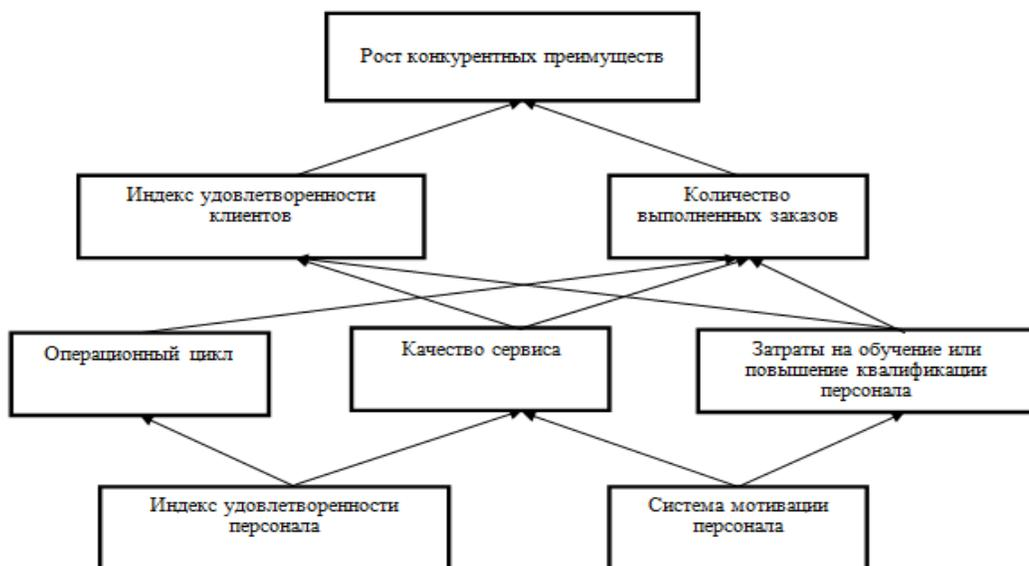 Рост конкурентных преимуществ
Индекс удовлетворенности
клиентов
Количество
выполненных заказов
Операционный цикл
Качество сервиса
Затраты на обучение или
повышение квалификации
персонала
Индекс удовлетворенности
персонала
Система мотивации
персонала